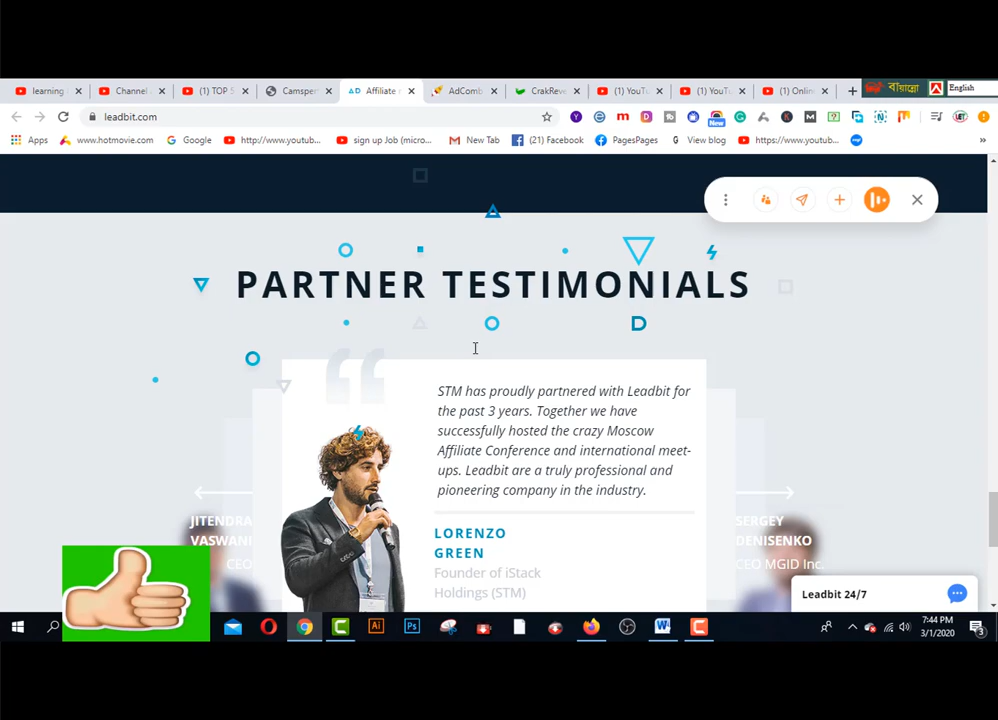 learning
Channel
(1) TOP 5
Campsper
Affiliate
AdComb
CrakReve
(1) YouTu
(1) YouTu
(1) Onlin
বায়ান্নো
English
leadbit.com
New
Apps
www.hotmovie.com
Google
http://www.youtub...
sign up Job (micro...
New Tab
(21) Facebook
PagesPages
View blog
https://www.youtub...
PARTNER TESTIMONIALS
STM has proudly partnered with Leadbit for
the past 3 years. Together we have
successfully hosted the crazy Moscow
Affiliate Conference and international meet-
ups. Leadbit are a truly professional and
pioneering company in the industry.
LORENZO
GREEN
Founder of iStack
Holdings (STM)
JITENDRA
VASWANI
CEO
SERGEY
DENISENKO
CEO MGID Inc.
Leadbit 24/7
7:44 PM
3/1/2020
3